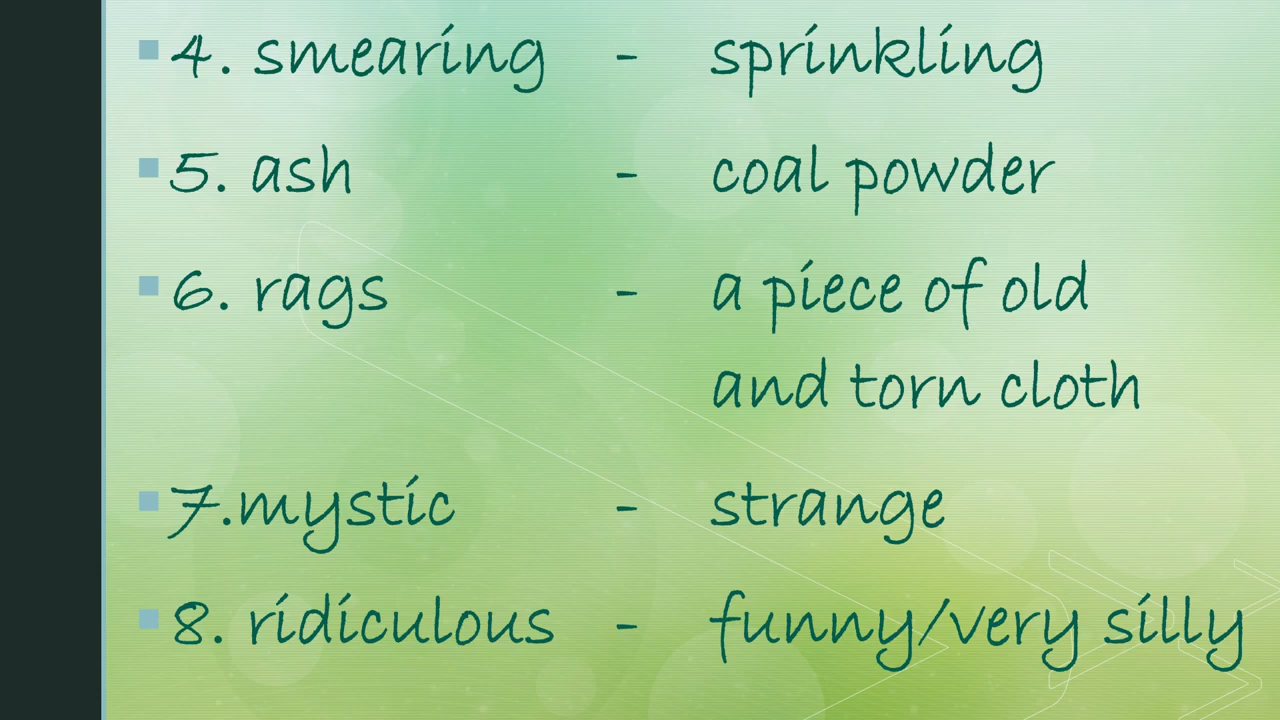 4. smearing - sprinkling
5. ash - coal powder
6. rags - a piece of old
and torn cloth
7.mystic - strange
8. ridiculous - funny/very silly